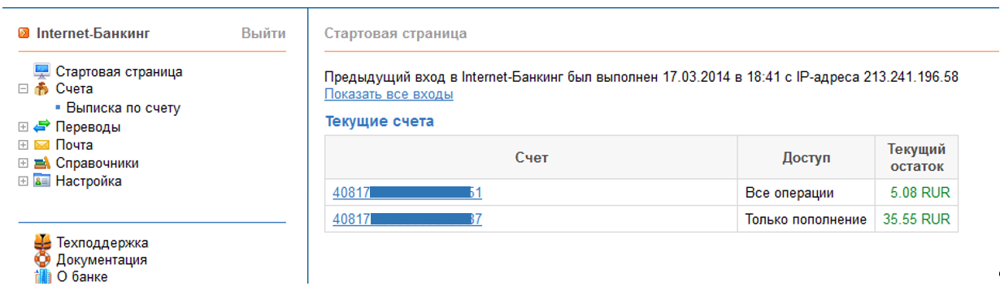 Internet-Банкинг
Выйти
Стартовая страница
Счета
Выписка по счету
Переводы
Почта
Справочники
Настройка
Техподдержка
Документация
О банке
Стартовая страница
Предыдущий вход в Internet-Банкинг был выполнен 17.03.2014 в 18:41 с IP-адреса 213.241.196.58
Показать все входы
Текущие счета
Счет Доступ Текущий
остаток
40817 51 Все операции 5.08 RUR
40817 37 Только пополнение 35.55 RUR